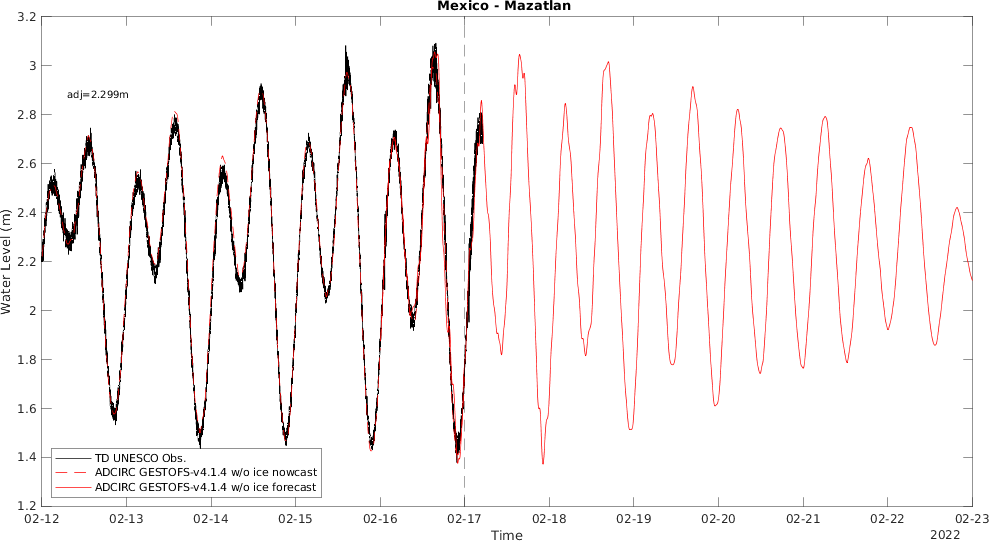 Mexico - Mazatlan
3.2
3
2.8
2.6
2.4
2.2
2
1.8
1.6
1.4
1.2
Water Level (m)
adj=2.299m
TD UNESCO Obs.
ADCIRC GESTOFS-v4.1.4 w/o ice nowcast
ADCIRC GESTOFS-v4.1.4 w/o ice forecast
02-12 02-13 02-14 02-15 02-16 02-17 02-18 02-19 02-20 02-21 02-22 02-23
Time
2022